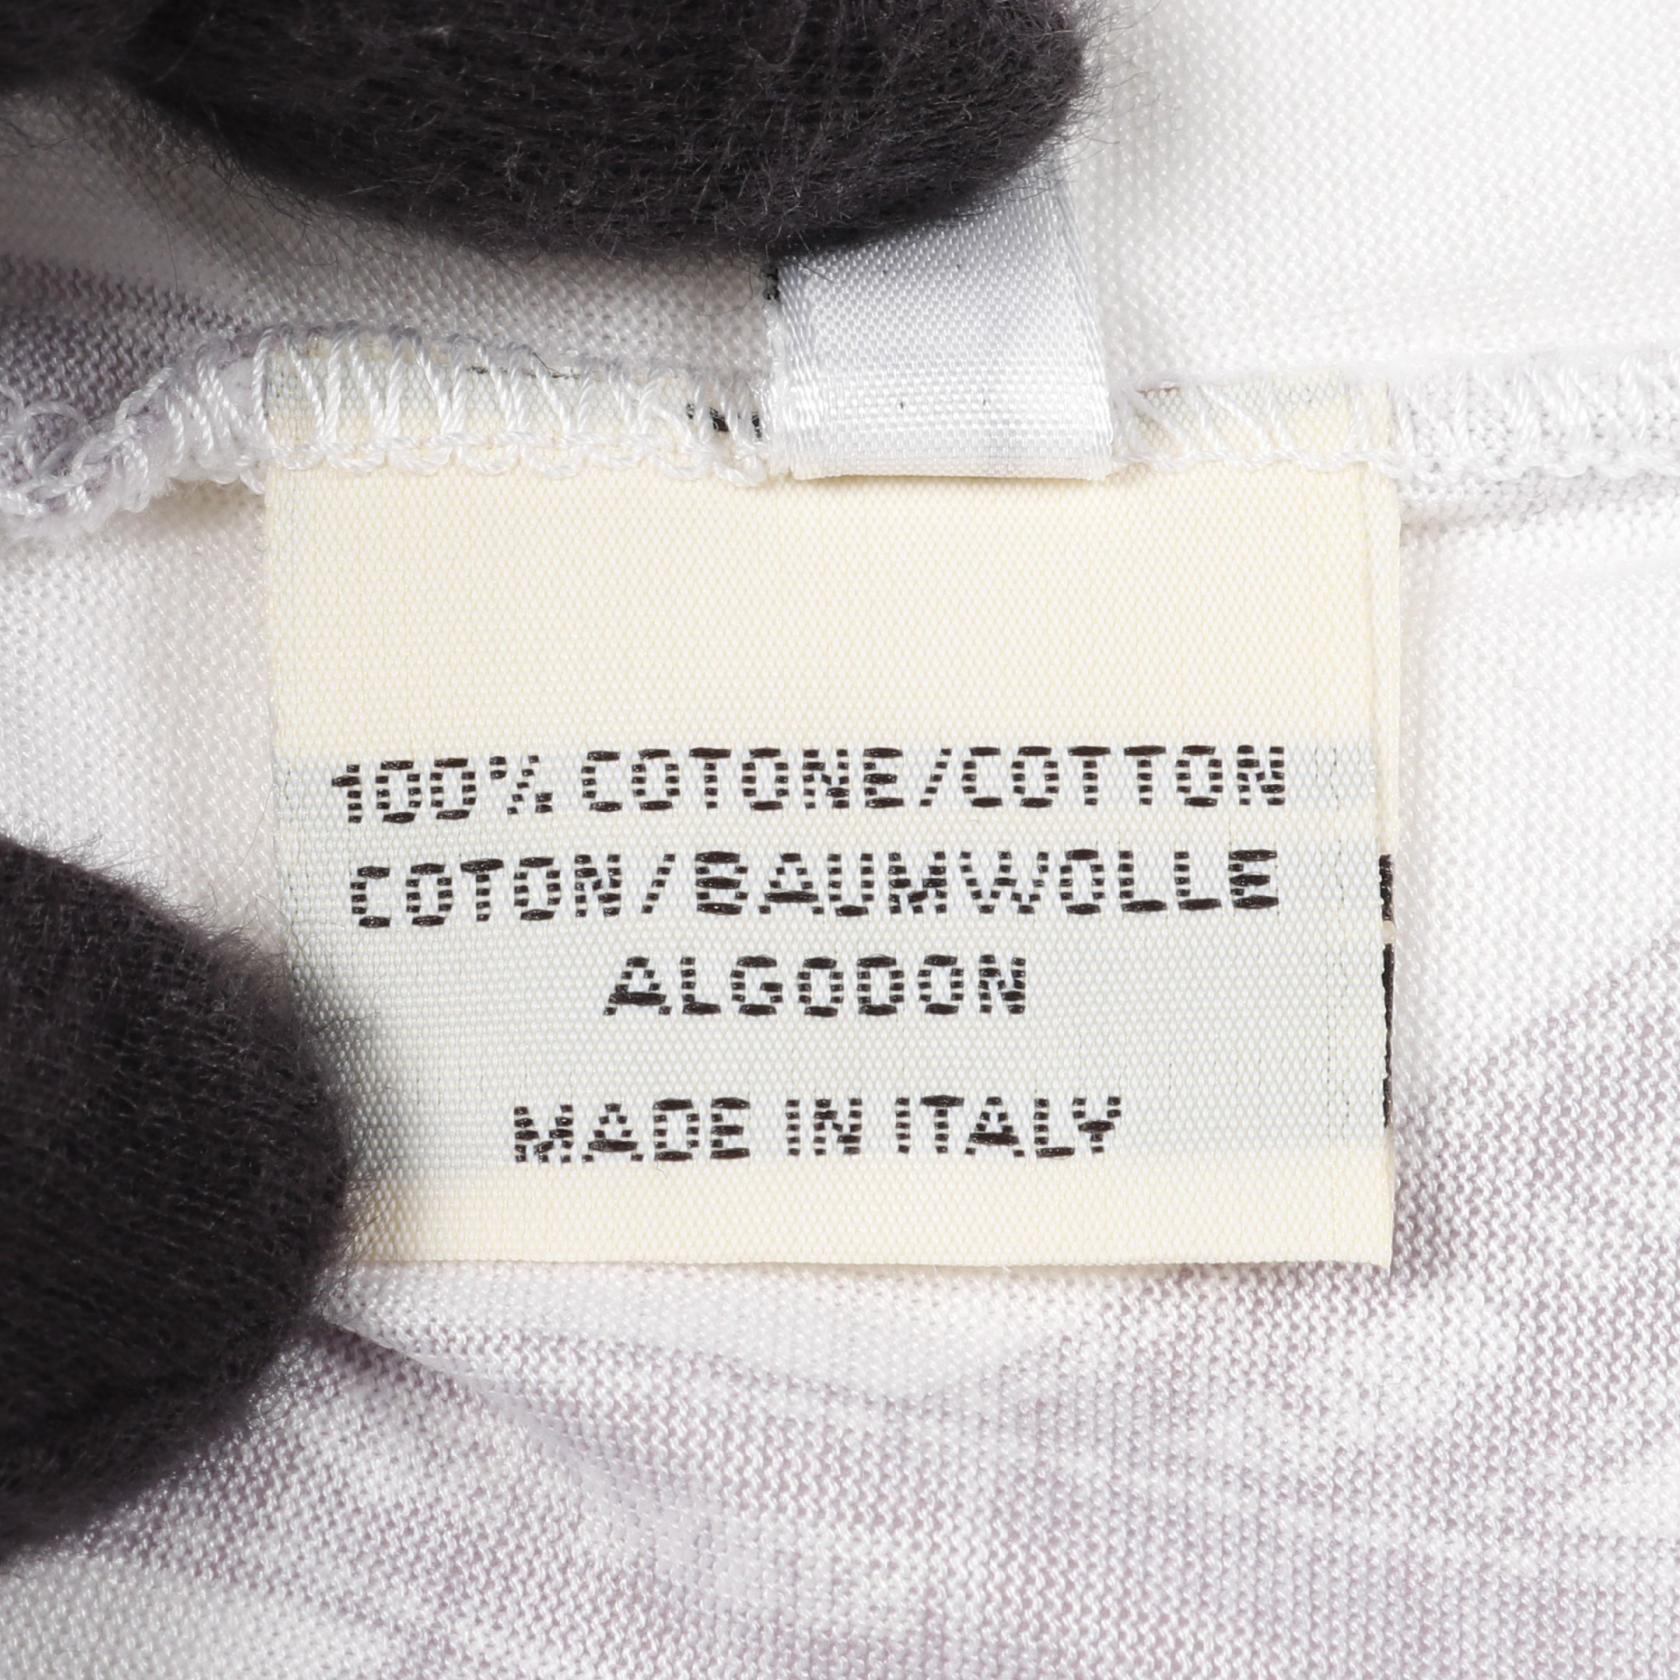 100% COTONE/COTTON
COTON/BAUMWOLLE
ALGODON
MADE IN ITALY